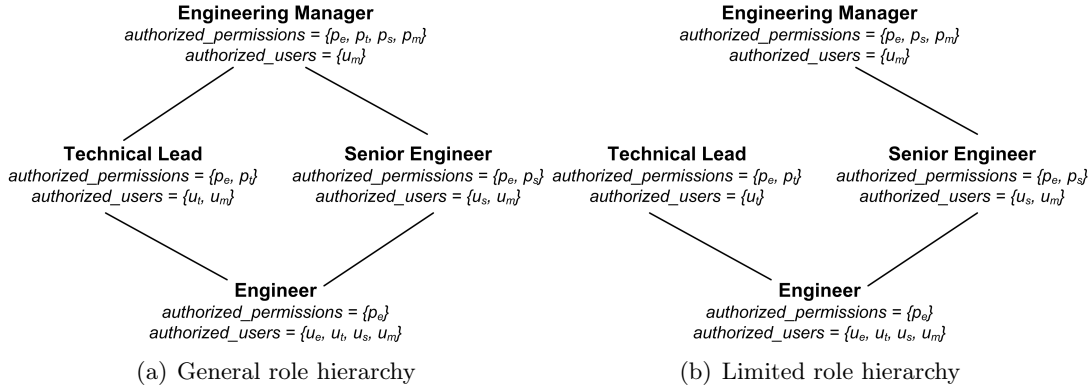 Engineering Manager
authorized_permissions = {pe, pt, ps, pm}
authorized_users = {um}
Technical Lead
authorized_permissions = {pe, pt}
authorized_users = {ut, um}
Senior Engineer
authorized_permissions = {pe, ps}
authorized_users = {us, um}
Engineer
authorized_permissions = {pe}
authorized_users = {ue, ut, us, um}
(a) General role hierarchy
Engineering Manager
authorized_permissions = {pe, ps, pm}
authorized_users = {um}
Technical Lead
authorized_permissions = {pe, pt}
authorized_users = {ut}
Senior Engineer
authorized_permissions = {pe, ps}
authorized_users = {us, um}
Engineer
authorized_permissions = {pe}
authorized_users = {ue, ut, us, um}
(b) Limited role hierarchy